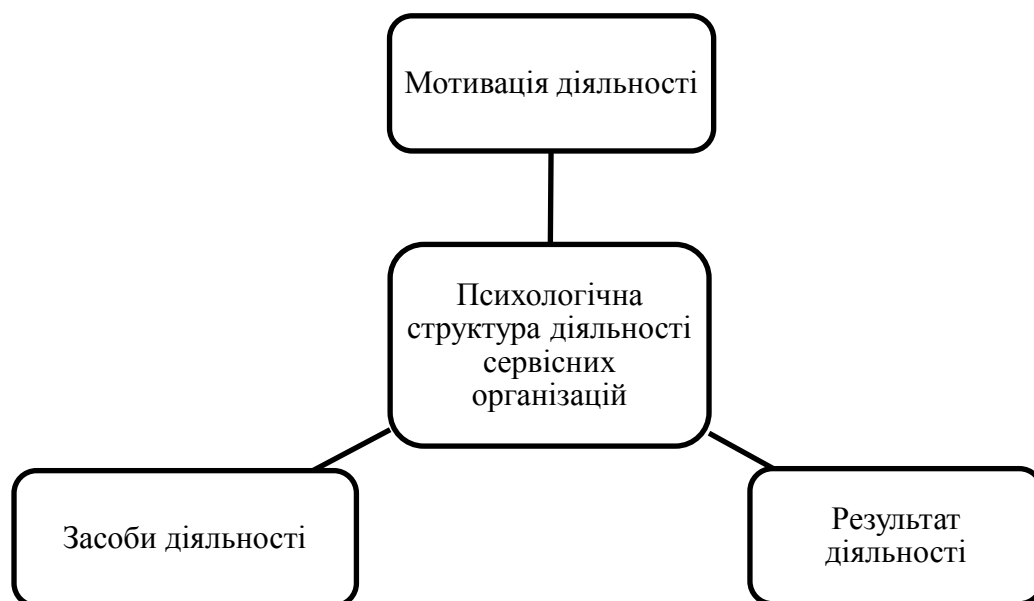 Мотивація діяльності
Психологічна
структура діяльності
сервісних
організацій
Засоби діяльності
Результат
діяльності